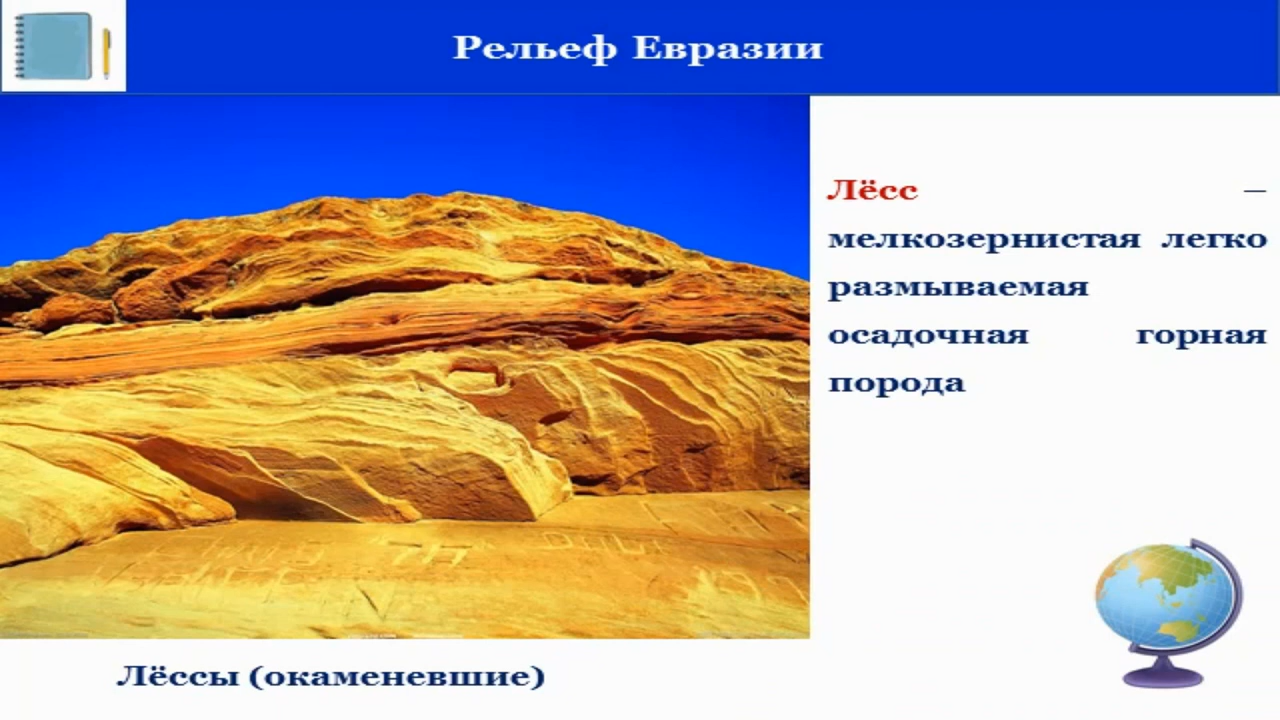 Рельеф Евразии
Лёсс –
мелкозернистая легко
размываемая
осадочная горная
порода
Лёссы (окаменевшие)